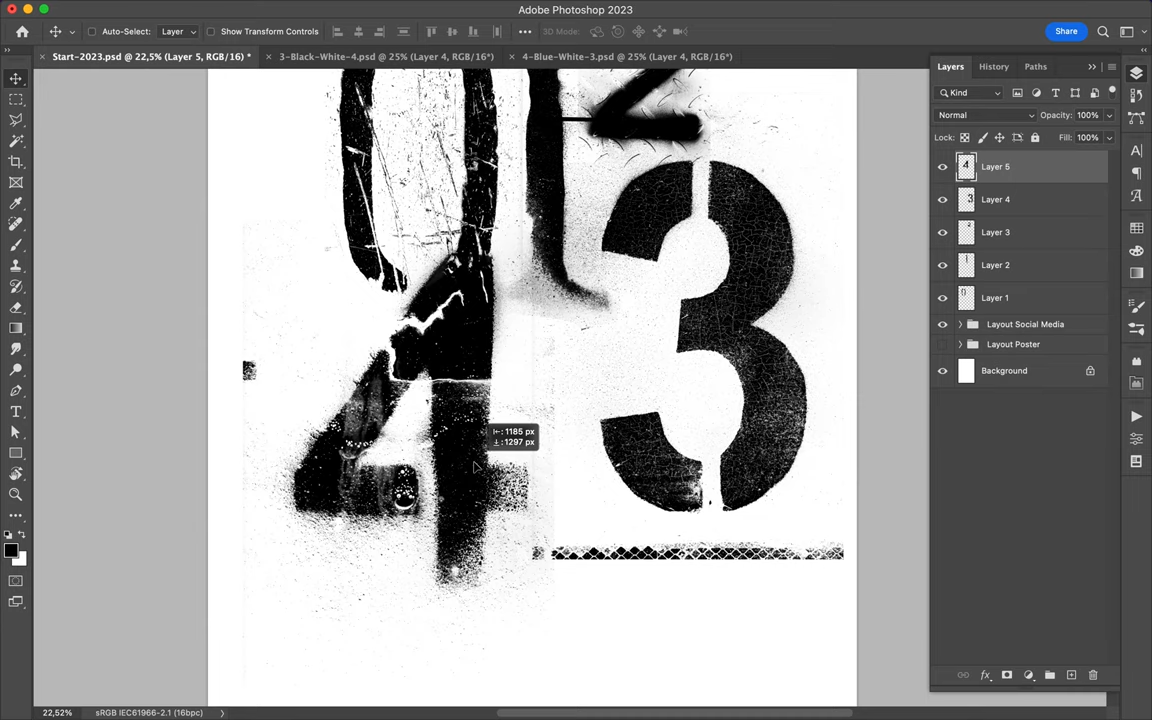 Adobe Photoshop 2023
Auto-Select: Layer Show Transform Controls 3D Mode: Share
Start-2023.psd @ 22,5% (Layer 5, RGB/16) * 3-Black-White-4.psd @ 25% (Layer 4, RGB/16*) 4-Blue-White-3.psd @ 25% (Layer 4, RGB/16*)
Layers History Paths
Kind
Normal Opacity: 100%
Lock: Fill: 100%
Layer 5
Layer 4
Layer 3
Layer 2
Layer 1
Layout Social Media
Layout Poster
Background
0
1
2
3
4
: 1185 px
: 1297 px
22,52% sRGB IEC61966-2.1 (16bpc)